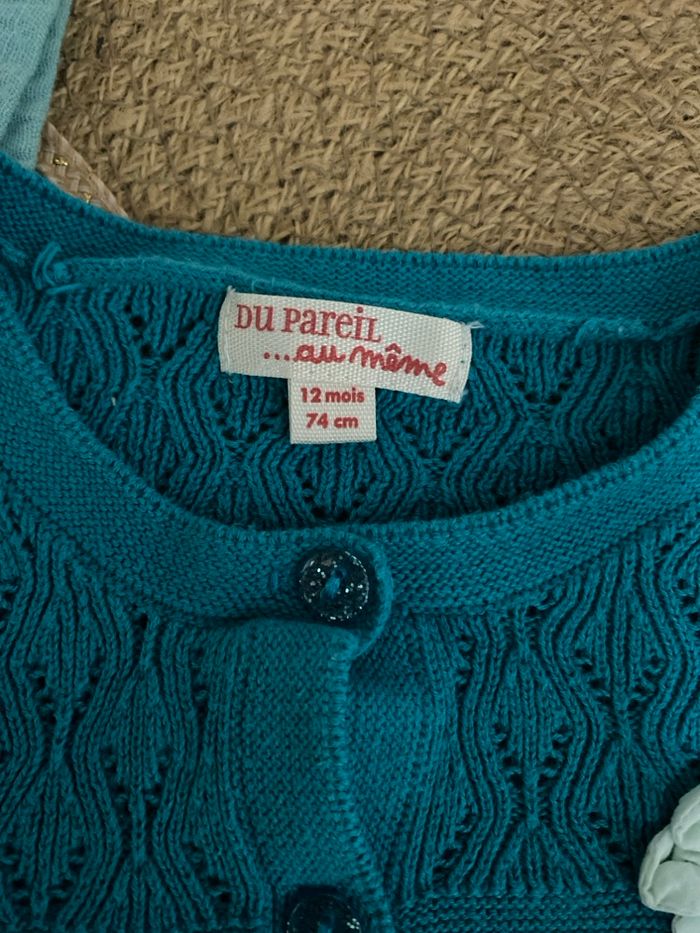 DU PAREIL
...au même
12 mois
74 cm